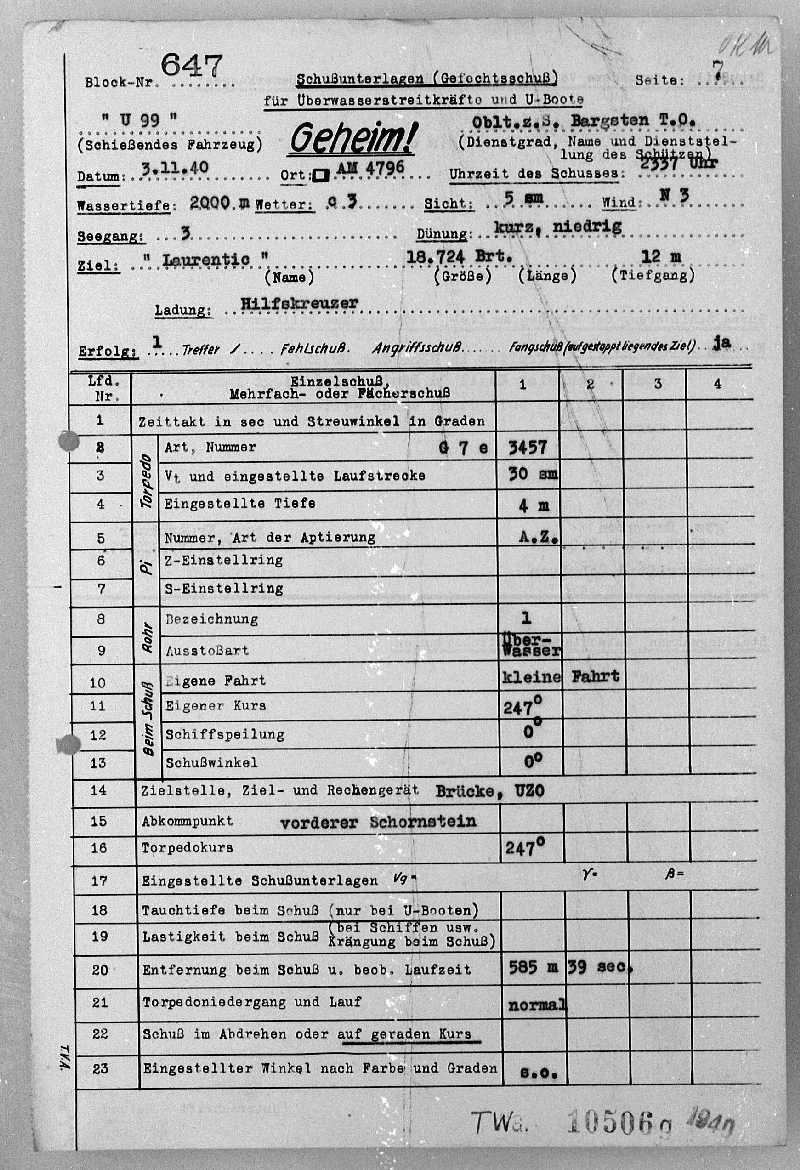 Block-Nr. 647
Schußunterlagen (Gefechtsschuß)
Seite: 7
für Überwasserstreitkräfte und U-Boote
" U 99 "
(Schießendes Fahrzeug)
Geheim!
Oblt.z.S. Bargsten T.O.
(Dienstgrad, Name und Dienststel-
lung des Schützen)
Datum: 3.11.40 Ort: AM 4796 Uhrzeit des Schusses: 2337 Uhr
Wassertiefe: 2000 m Wetter: c 3 Sicht: 5 sm Wind: N 3
Seegang: 3 Dünung: kurz, niedrig
Ziel: " Laurentic " 18.724 Brt. 12 m
(Name) (Größe) (Länge) (Tiefgang)
Ladung: Hilfskreuzer
Erfolg: 1 Treffer / Fehlschuß. Angriffsschuß Fangschuß (auf gestoppt liegendes Ziel) ja
Lfd. Nr. Einzelschuß, Mehrfach- oder Fächerschuß 1 2 3 4
1 Zeittakt in sec und Streuwinkel in Graden
Torpedo
2 Art, Nummer G 7 e 3457
3 Vt und eingestellte Laufstrecke 30 sm
4 Eingestellte Tiefe 4 m
Pi
5 Nummer, Art der Aptierung A.Z.
6 Z-Einstellring
7 S-Einstellring
Rohr
8 Bezeichnung 1
9 Ausstoßart Über-Wasser
Beim Schuß
10 Eigene Fahrt kleine Fahrt
11 Eigener Kurs 247°
12 Schiffspeilung 0°
13 Schußwinkel 0°
14 Zielstelle, Ziel- und Rechengerät Brücke, UZO
15 Abkommpunkt vorderer Schornstein
16 Torpedokurs 247°
17 Eingestellte Schußunterlagen Vg= γ= β=
18 Tauchtiefe beim Schuß (nur bei U-Booten)
19 Lastigkeit beim Schuß (bei Schiffen usw. Krängung beim Schuß)
20 Entfernung beim Schuß u. beob. Laufzeit 585 m 39 sec.
21 Torpedoniedergang und Lauf normal
22 Schuß im Abdrehen oder auf geraden Kurs
23 Eingestellter Winkel nach Farbe und Graden s.o.
T.V.A.
TWa. 10506g 1940